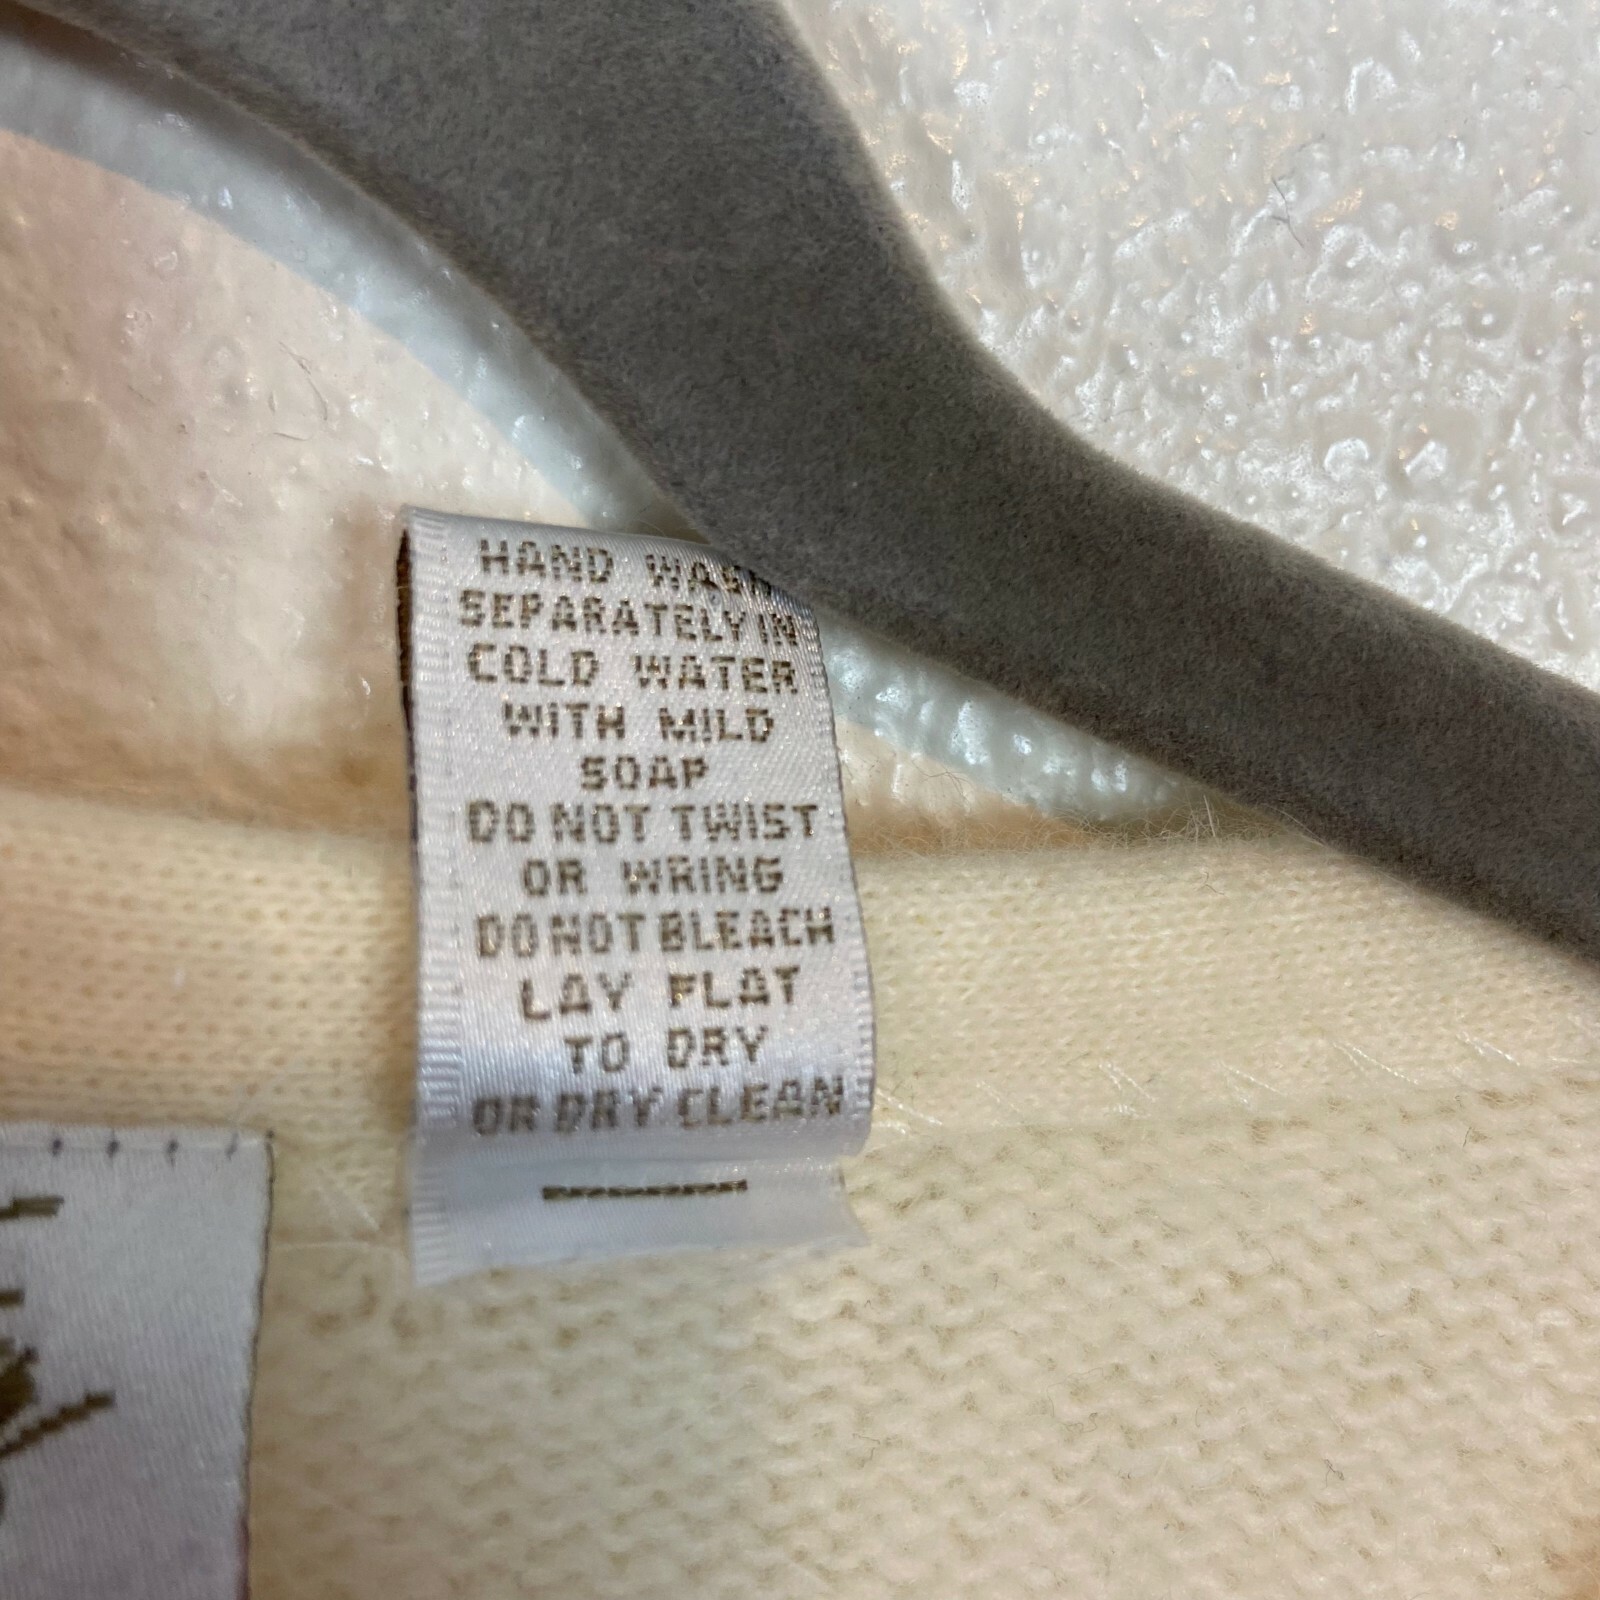 HAND WASH
SEPARATELY IN
COLD WATER
WITH MILD
SOAP
DO NOT TWIST
OR WRING
DO NOT BLEACH
LAY FLAT
TO DRY
OR DRY CLEAN